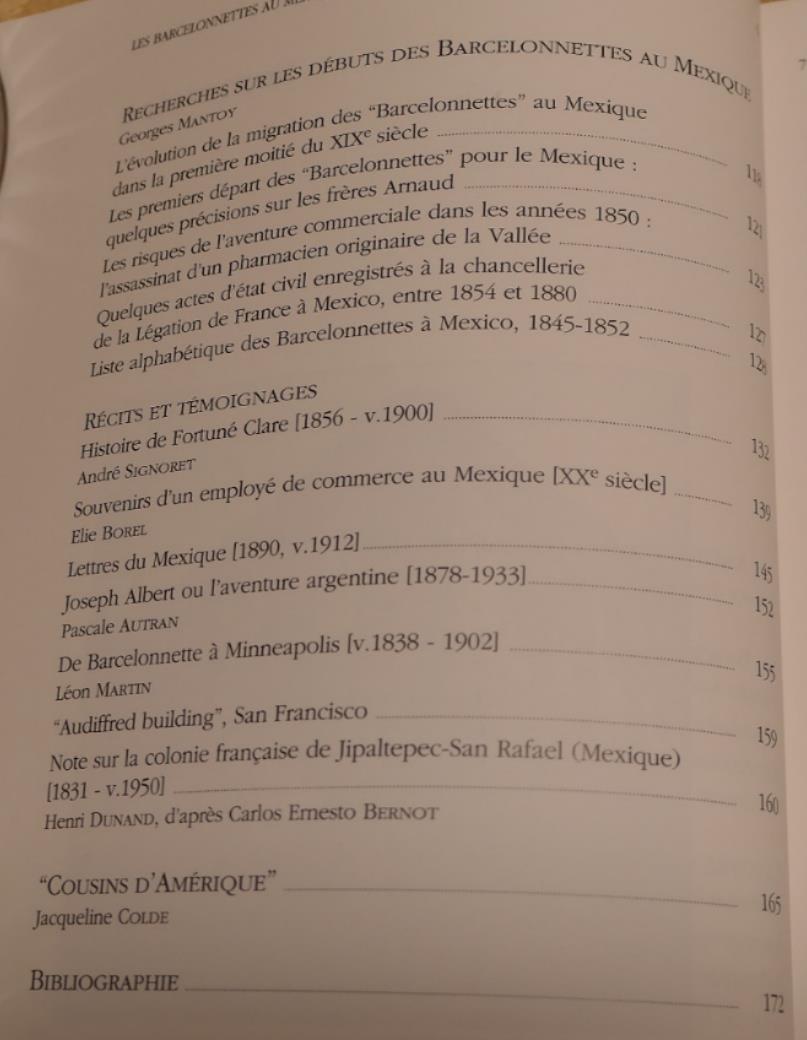 LES BARCELONNETTES AU
RECHERCHES SUR LES DÉBUTS DES BARCELONNETTES AU MEXIQUE
Georges MANTOY
L'évolution de la migration des "Barcelonnettes" au Mexique
dans la première moitié du XIXe siècle 118
Les premiers départ des "Barcelonnettes" pour le Mexique :
quelques précisions sur les frères Arnaud 121
Les risques de l'aventure commerciale dans les années 1850 :
l'assassinat d'un pharmacien originaire de la Vallée 123
Quelques actes d'état civil enregistrés à la chancellerie
de la Légation de France à Mexico, entre 1854 et 1880 127
Liste alphabétique des Barcelonnettes à Mexico, 1845-1852 128
RÉCITS ET TÉMOIGNAGES
Histoire de Fortuné Clare [1856 - v.1900] 132
André SIGNORET
Souvenirs d'un employé de commerce au Mexique [XXe siècle] 139
Elie BOREL
Lettres du Mexique [1890, v.1912] 145
Joseph Albert ou l'aventure argentine [1878-1933] 152
Pascale AUTRAN
De Barcelonnette à Minneapolis [v.1838 - 1902] 155
Léon MARTIN
"Audiffred building", San Francisco 159
Note sur la colonie française de Jipaltepec-San Rafael (Mexique)
[1831 - v.1950] 160
Henri DUNAND, d'après Carlos Ernesto BERNOT
"COUSINS D'AMÉRIQUE" 165
Jacqueline COLDE
BIBLIOGRAPHIE 172